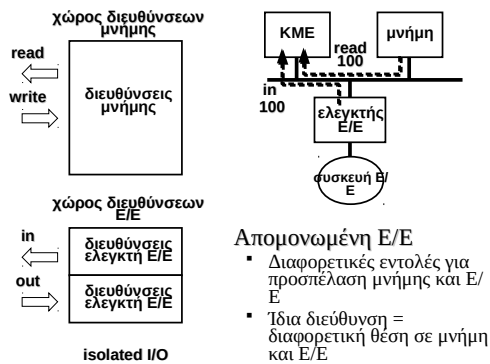 χώρος διευθύνσεων
μνήμης
read
write
διευθύνσεις
μνήμης
χώρος διευθύνσεων
Ε/Ε
in
out
διευθύνσεις
ελεγκτή Ε/Ε
διευθύνσεις
ελεγκτή Ε/Ε
isolated I/O
ΚΜΕ
μνήμη
read
100
in
100
ελεγκτής
Ε/Ε
συσκευή Ε/
Ε
Απομονωμένη Ε/Ε
▪ Διαφορετικές εντολές για
προσπέλαση μνήμης και Ε/
Ε
▪ Ίδια διεύθυνση =
διαφορετική θέση σε μνήμη
και Ε/Ε